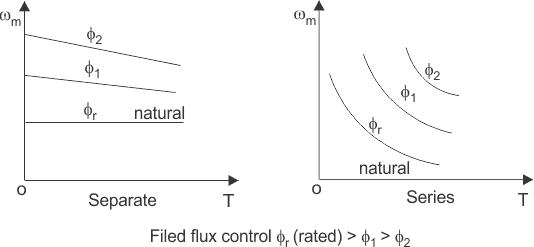 ωm
ϕ2
ϕ1
ϕr natural
o
Separate
T
ωm
ϕ2
ϕ1
ϕr
natural
o
Series
T
Filed flux control ϕr (rated) > ϕ1 > ϕ2